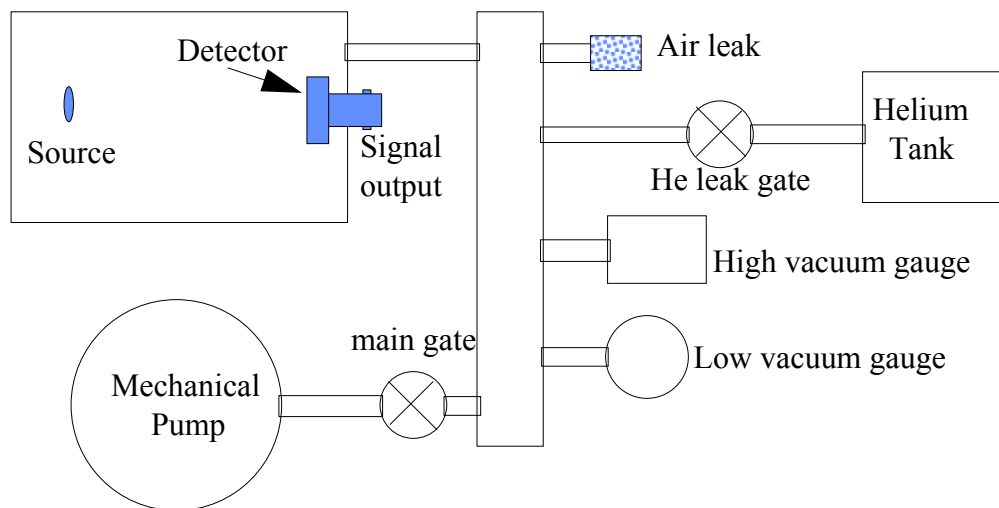 Detector
Source
Signal
output
Air leak
Helium
Tank
He leak gate
High vacuum gauge
main gate
Low vacuum gauge
Mechanical
Pump